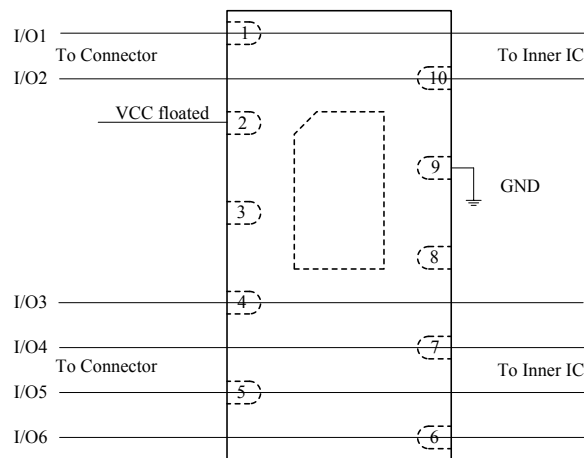 I/O1
1
To Connector
To Inner IC
I/O2
10
VCC floated
2
9
GND
3
8
I/O3
4
I/O4
7
To Connector
To Inner IC
I/O5
5
I/O6
6